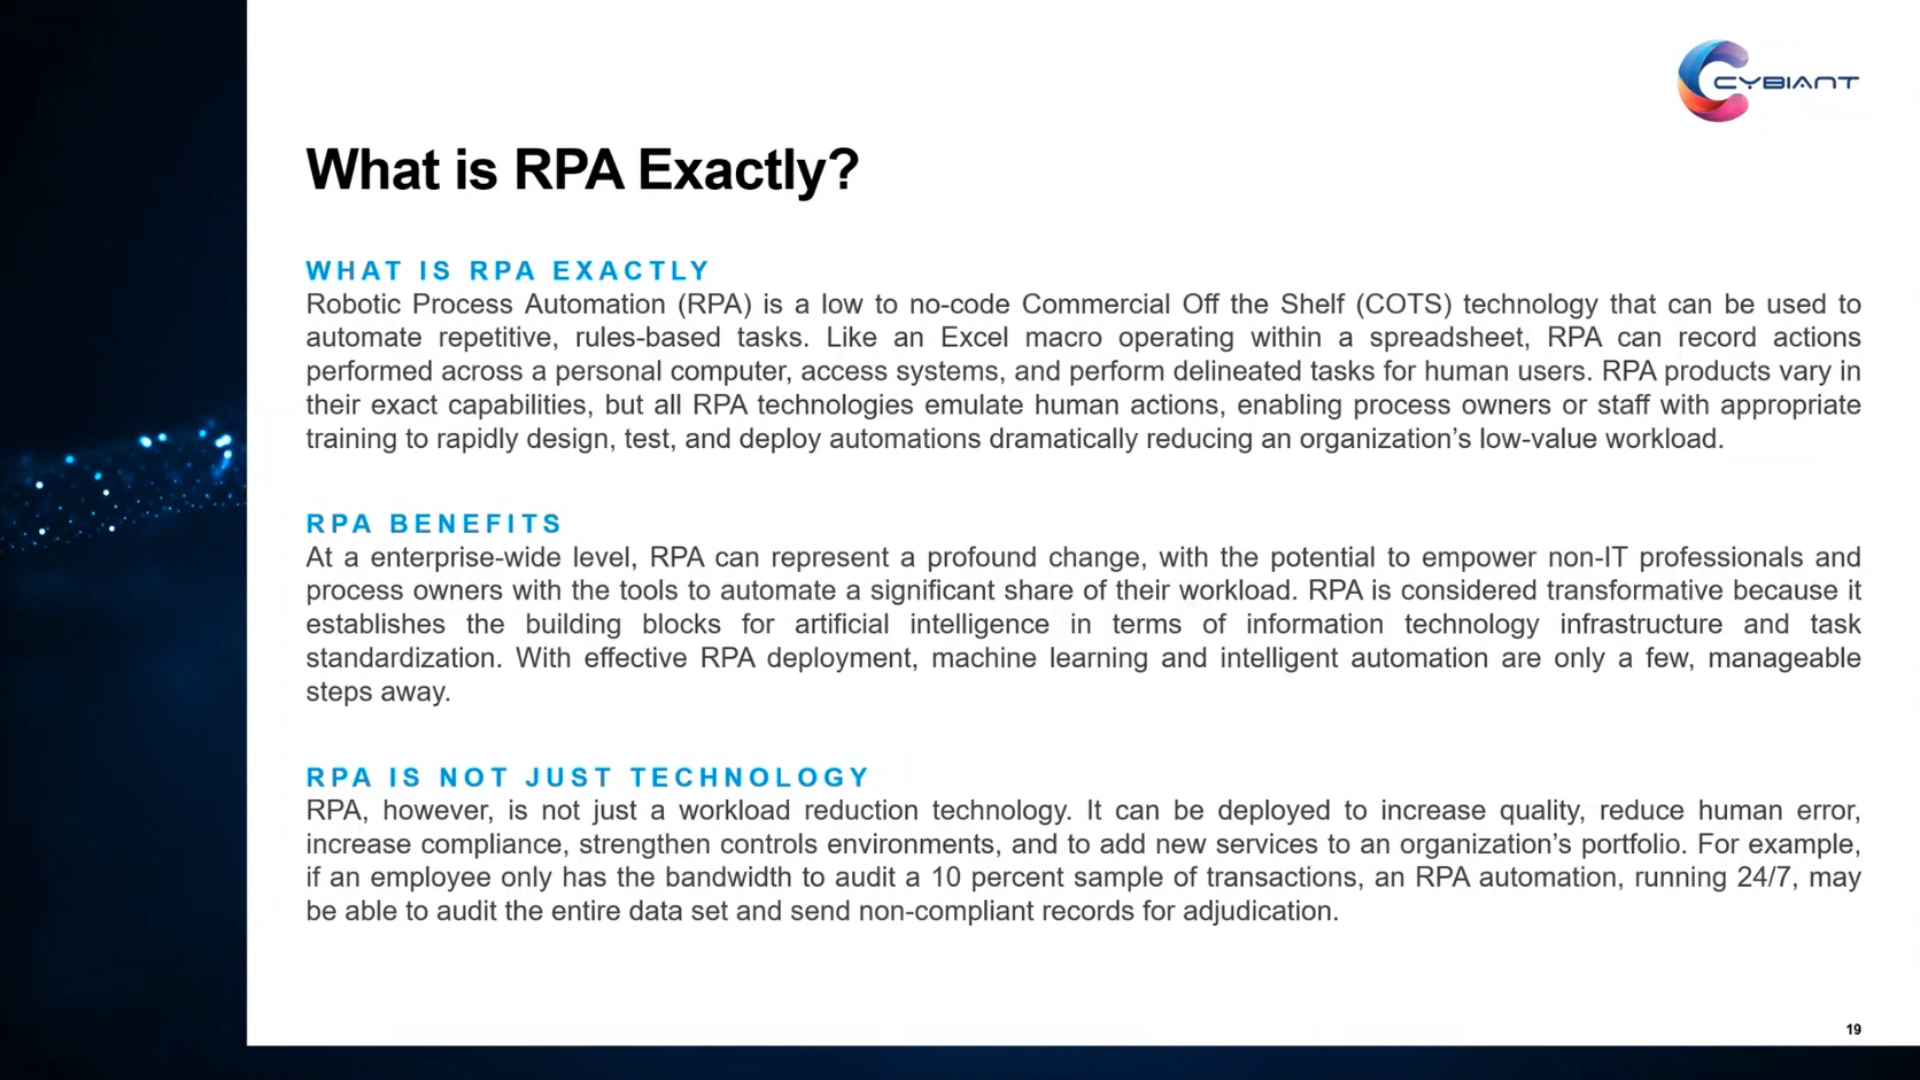 CYBIANT
What is RPA Exactly?
WHAT IS RPA EXACTLY
Robotic Process Automation (RPA) is a low to no-code Commercial Off the Shelf (COTS) technology that can be used to
automate repetitive, rules-based tasks. Like an Excel macro operating within a spreadsheet, RPA can record actions
performed across a personal computer, access systems, and perform delineated tasks for human users. RPA products vary in
their exact capabilities, but all RPA technologies emulate human actions, enabling process owners or staff with appropriate
training to rapidly design, test, and deploy automations dramatically reducing an organization’s low-value workload.
RPA BENEFITS
At a enterprise-wide level, RPA can represent a profound change, with the potential to empower non-IT professionals and
process owners with the tools to automate a significant share of their workload. RPA is considered transformative because it
establishes the building blocks for artificial intelligence in terms of information technology infrastructure and task
standardization. With effective RPA deployment, machine learning and intelligent automation are only a few, manageable
steps away.
RPA IS NOT JUST TECHNOLOGY
RPA, however, is not just a workload reduction technology. It can be deployed to increase quality, reduce human error,
increase compliance, strengthen controls environments, and to add new services to an organization’s portfolio. For example,
if an employee only has the bandwidth to audit a 10 percent sample of transactions, an RPA automation, running 24/7, may
be able to audit the entire data set and send non-compliant records for adjudication.
19